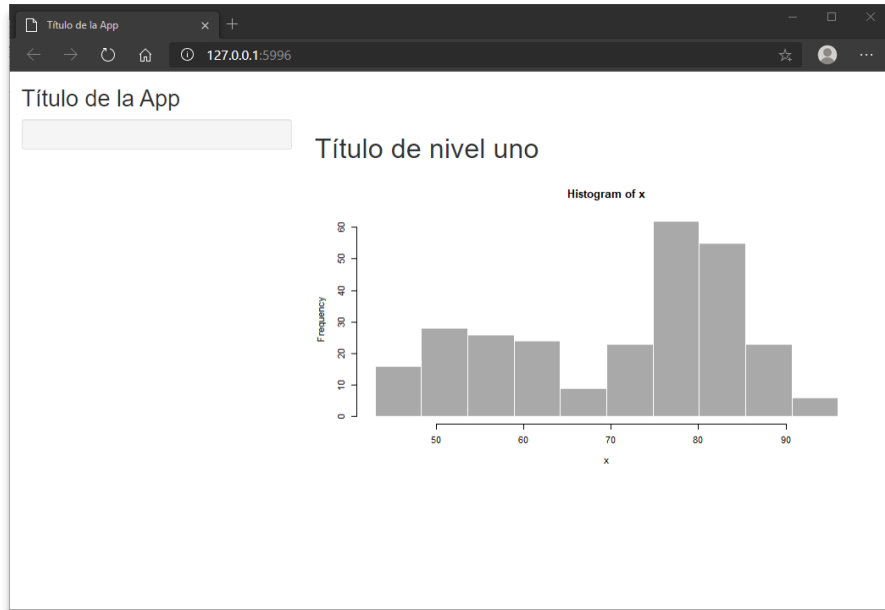 Título de la App
127.0.0.1:5996
Título de la App
Título de nivel uno
Histogram of x
Frequency
60
50
40
30
20
10
0
50 60 70 80 90
x